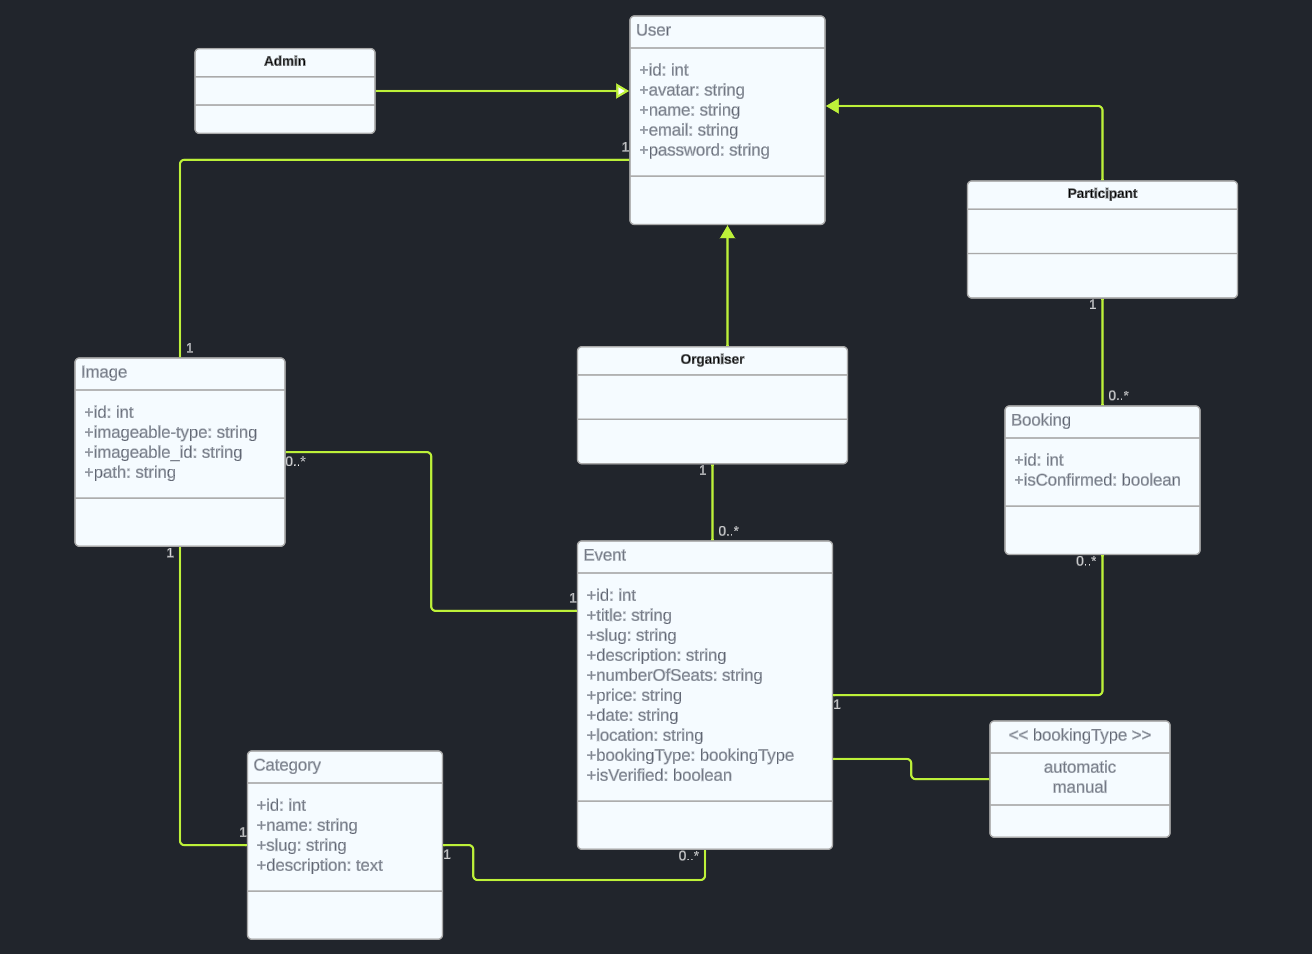 User
+id: int
+avatar: string
+name: string
+email: string
+password: string
1
Admin
Participant
1
1
Image
+id: int
+imageable-type: string
+imageable_id: string
+path: string
0..*
1
Organiser
1
0..*
0..*
Booking
+id: int
+isConfirmed: boolean
0..*
Event
+id: int
+title: string
+slug: string
+description: string
+numberOfSeats: string
+price: string
+date: string
+location: string
+bookingType: bookingType
+isVerified: boolean
1
1
0..*
<< bookingType >>
automatic
manual
Category
+id: int
+name: string
+slug: string
+description: text
1
1